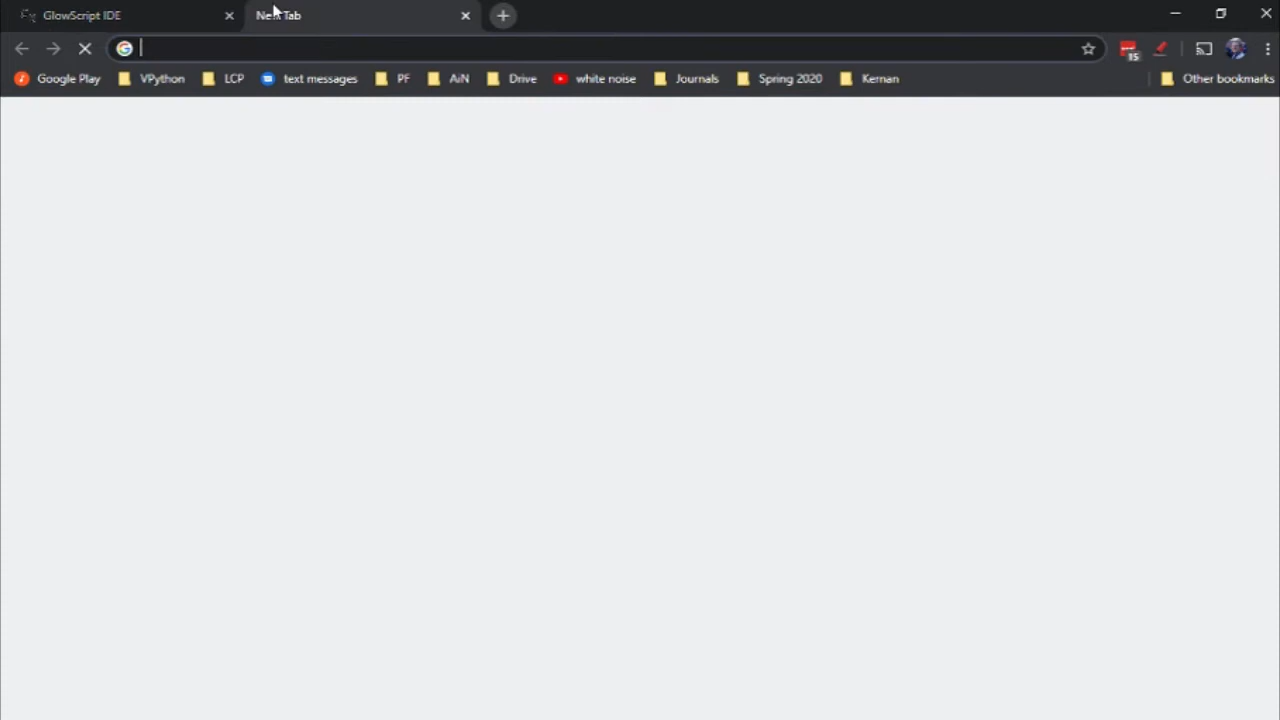 GlowScript IDE
New Tab
Google Play VPython LCP text messages PF AiN Drive white noise Journals Spring 2020 Kernan Other bookmarks
15